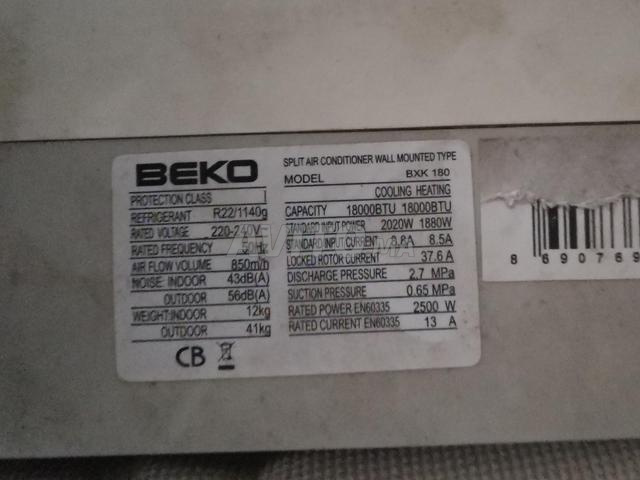 BEKO
PROTECTION CLASS I
REFRIGERANT R22/1140g
RATED VOLTAGE 220-240V
RATED FREQUENCY 50Hz
AIR FLOW VOLUME 850m/h
NOISE: INDOOR 43dB(A)
OUTDOOR 56dB(A)
WEIGHT:INDOOR 12kg
OUTDOOR 41kg
CB
SPLIT AIR CONDITIONER WALL MOUNTED TYPE
MODEL BXK 180
COOLING HEATING
CAPACITY 18000BTU 18000BTU
STANDARD INPUT POWER 2020W 1880W
STANDARD INPUT CURRENT 8.5A
LOCKED ROTOR CURRENT 37.6 A
DISCHARGE PRESSURE 2.7 MPa
SUCTION PRESSURE 0.65 MPa
RATED POWER EN60335 2500 W
RATED CURRENT EN60335 13 A
8 690769